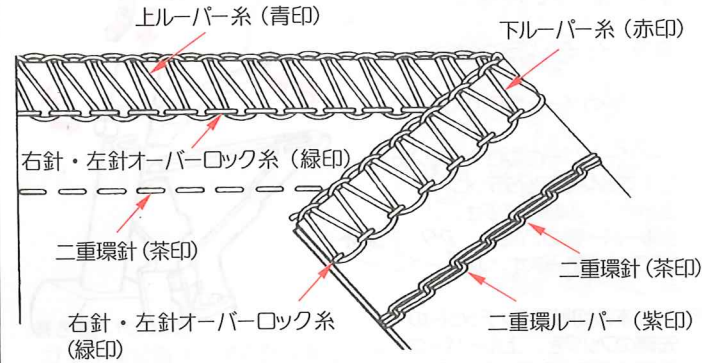 上ルーパー糸（青印）
下ルーパー糸（赤印）
右針・左針オーバーロック糸（緑印）
二重環針（茶印）
二重環針（茶印）
二重環ルーパー（紫印）
右針・左針オーバーロック糸
（緑印）